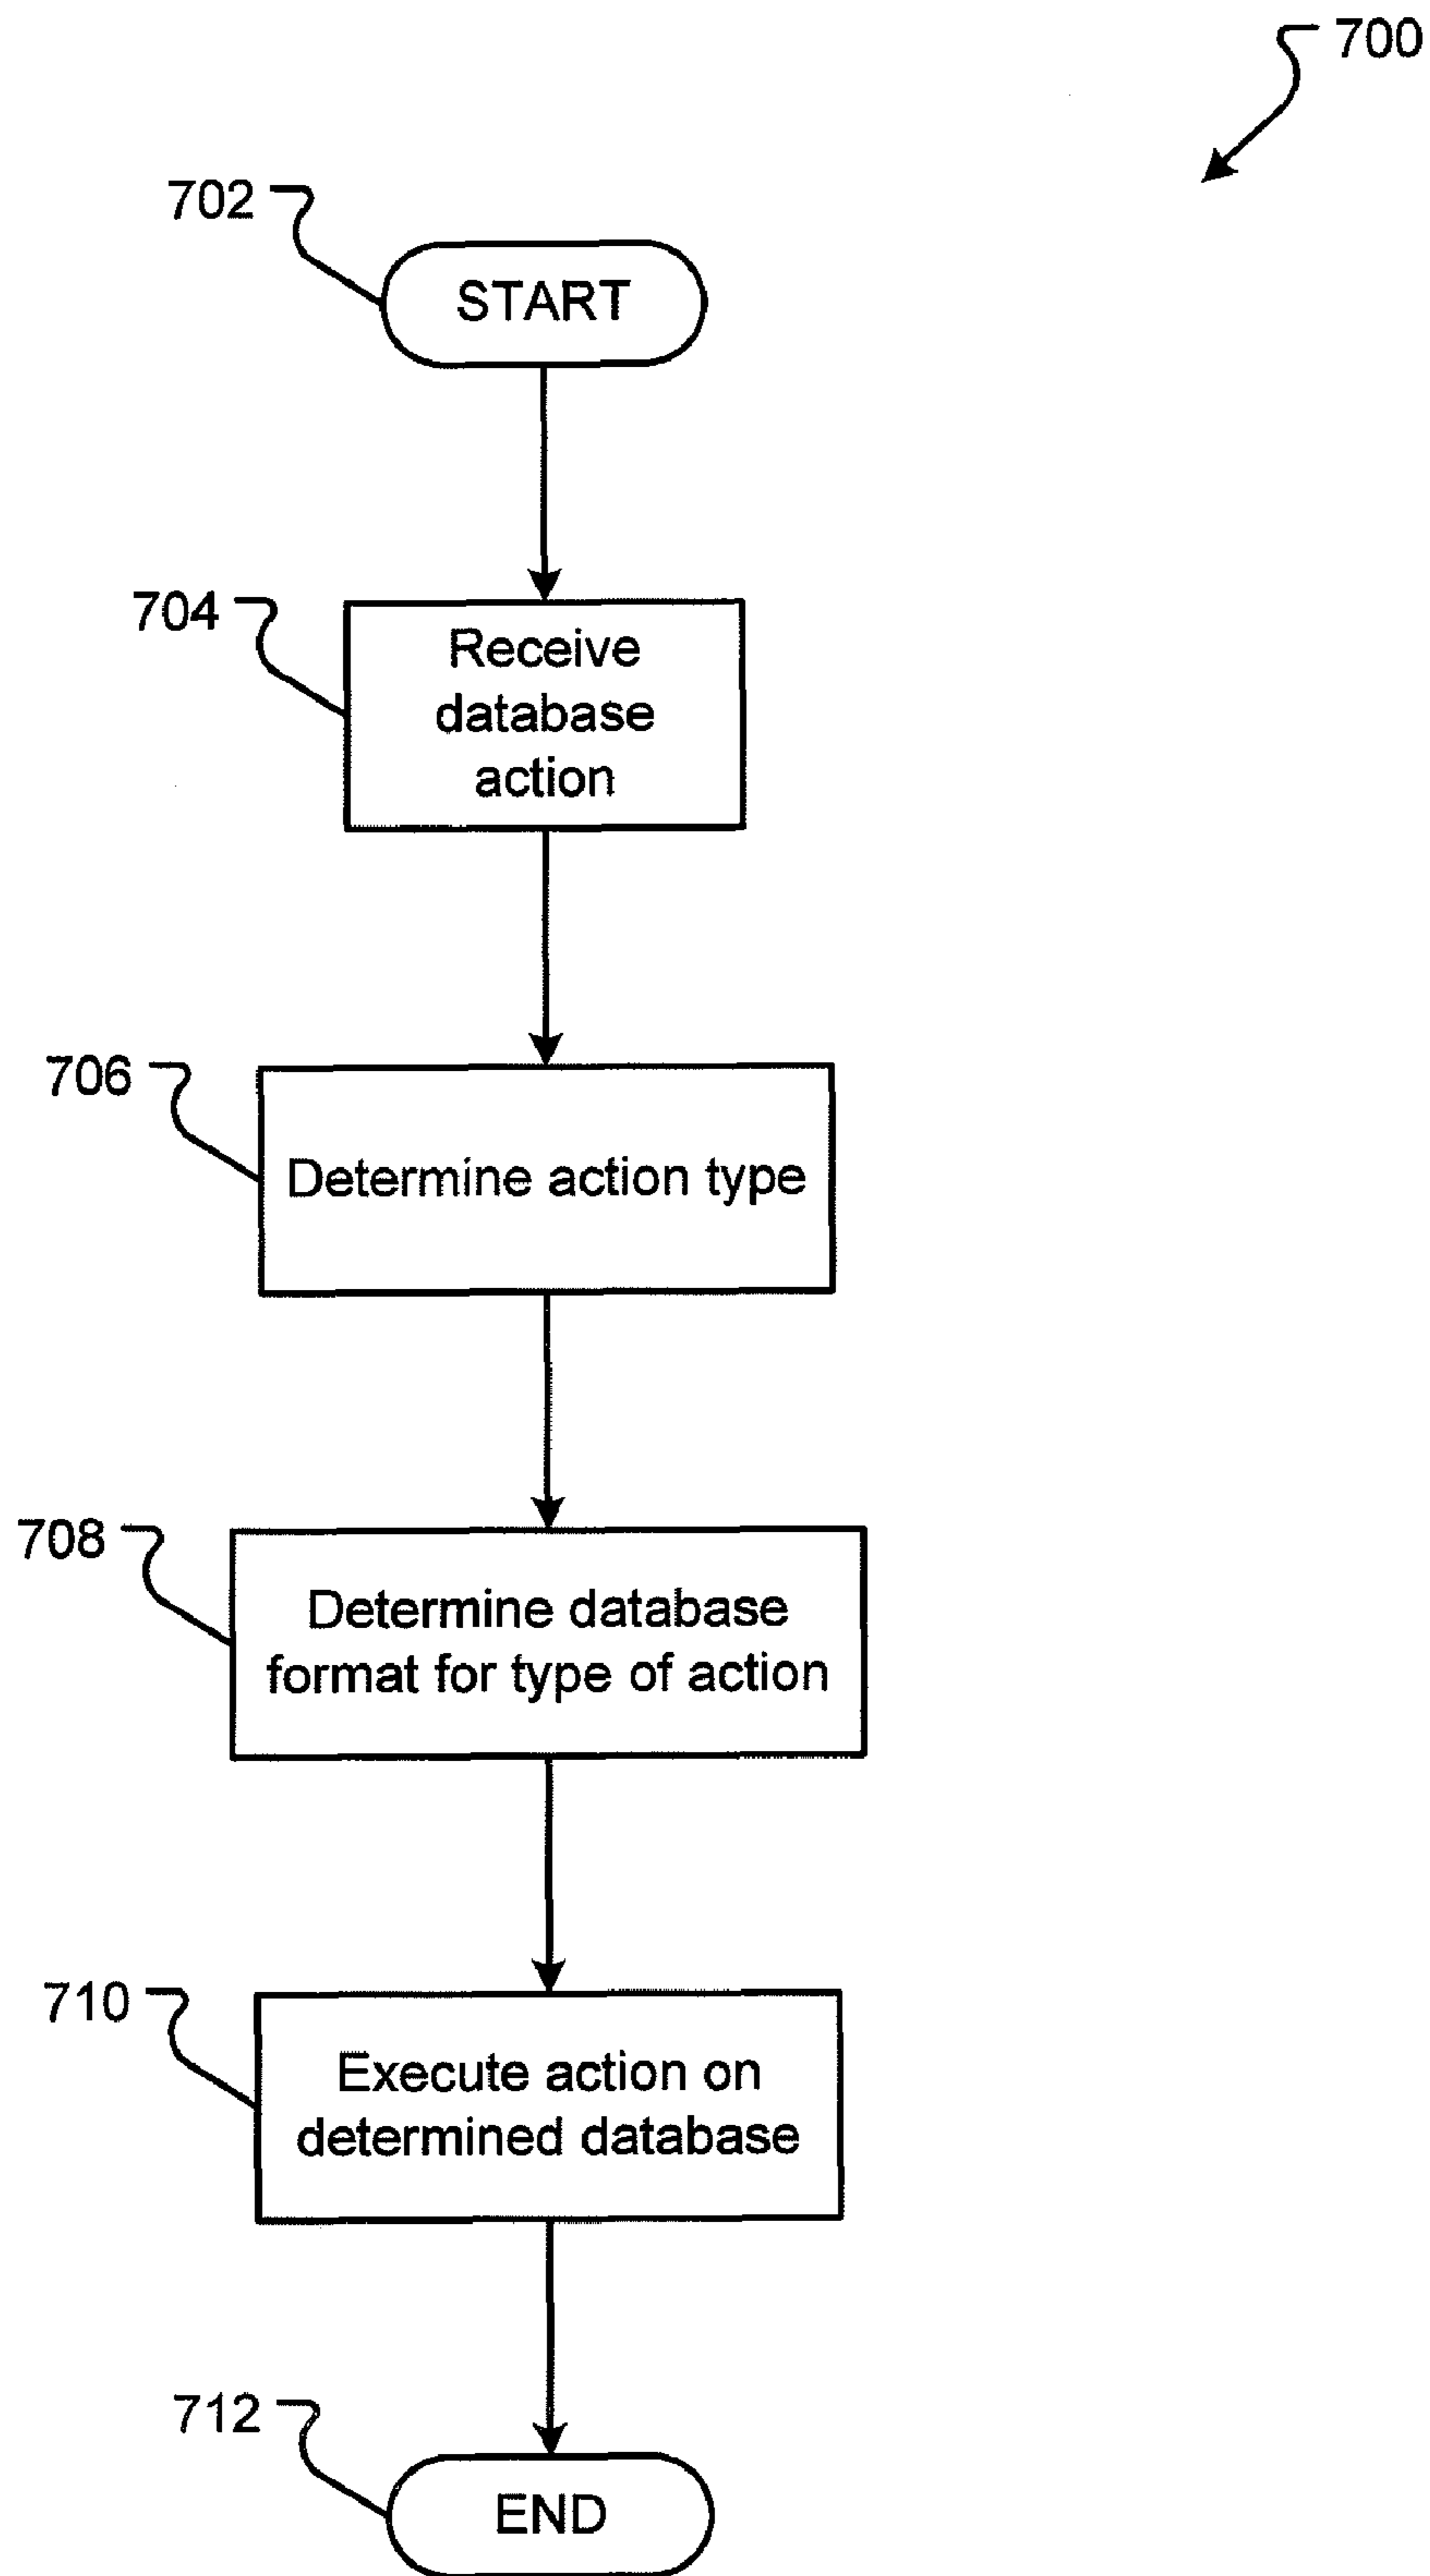 700
702
START
704
Receive
database
action
706
Determine action type
708
Determine database
format for type of action
710
Execute action on
determined database
712
END